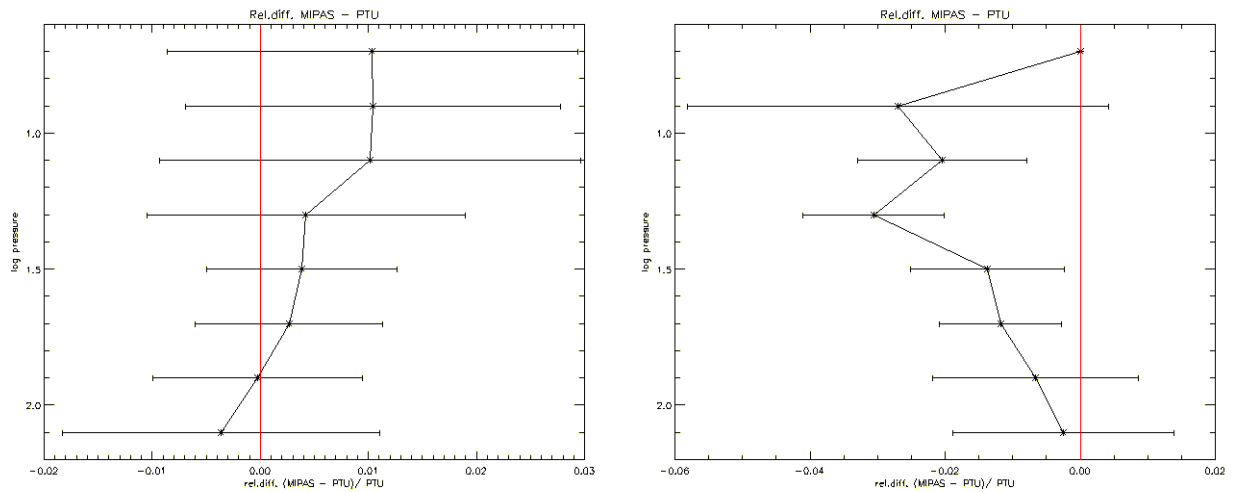 Rel.diff. MIPAS - PTU
log pressure
1.0
1.5
2.0
-0.02
-0.01
0.00
0.01
0.02
0.03
rel.diff. (MIPAS - PTU)/ PTU
Rel.diff. MIPAS - PTU
log pressure
1.0
1.5
2.0
-0.06
-0.04
-0.02
0.00
0.02
rel.diff. (MIPAS - PTU)/ PTU